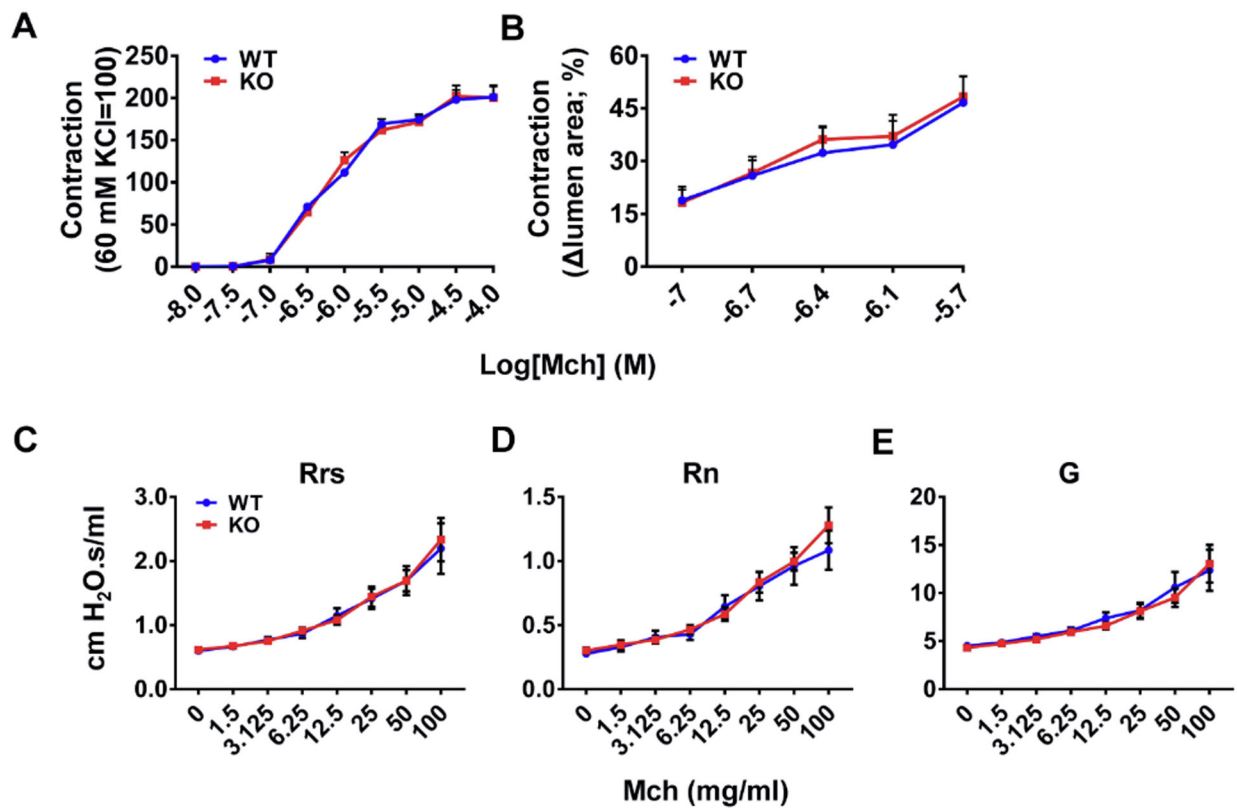 A
WT
KO
Contraction
(60 mM KCl=100)
250
200
150
100
50
0
-8.0
-7.5
-7.0
-6.5
-6.0
-5.5
-5.0
-4.5
-4.0
B
WT
KO
Contraction
(Δlumen area; %)
60
45
30
15
0
-7
-6.7
-6.4
-6.1
-5.7
Log[Mch] (M)
C
Rrs
WT
KO
cm H₂O.s/ml
3.0
2.0
1.0
0.0
0
1.5
3.125
6.25
12.5
25
50
100
D
Rn
1.5
1.0
0.5
0.0
0
1.5
3.125
6.25
12.5
25
50
100
E
G
20
15
10
5
0
0
1.5
3.125
6.25
12.5
25
50
100
Mch (mg/ml)